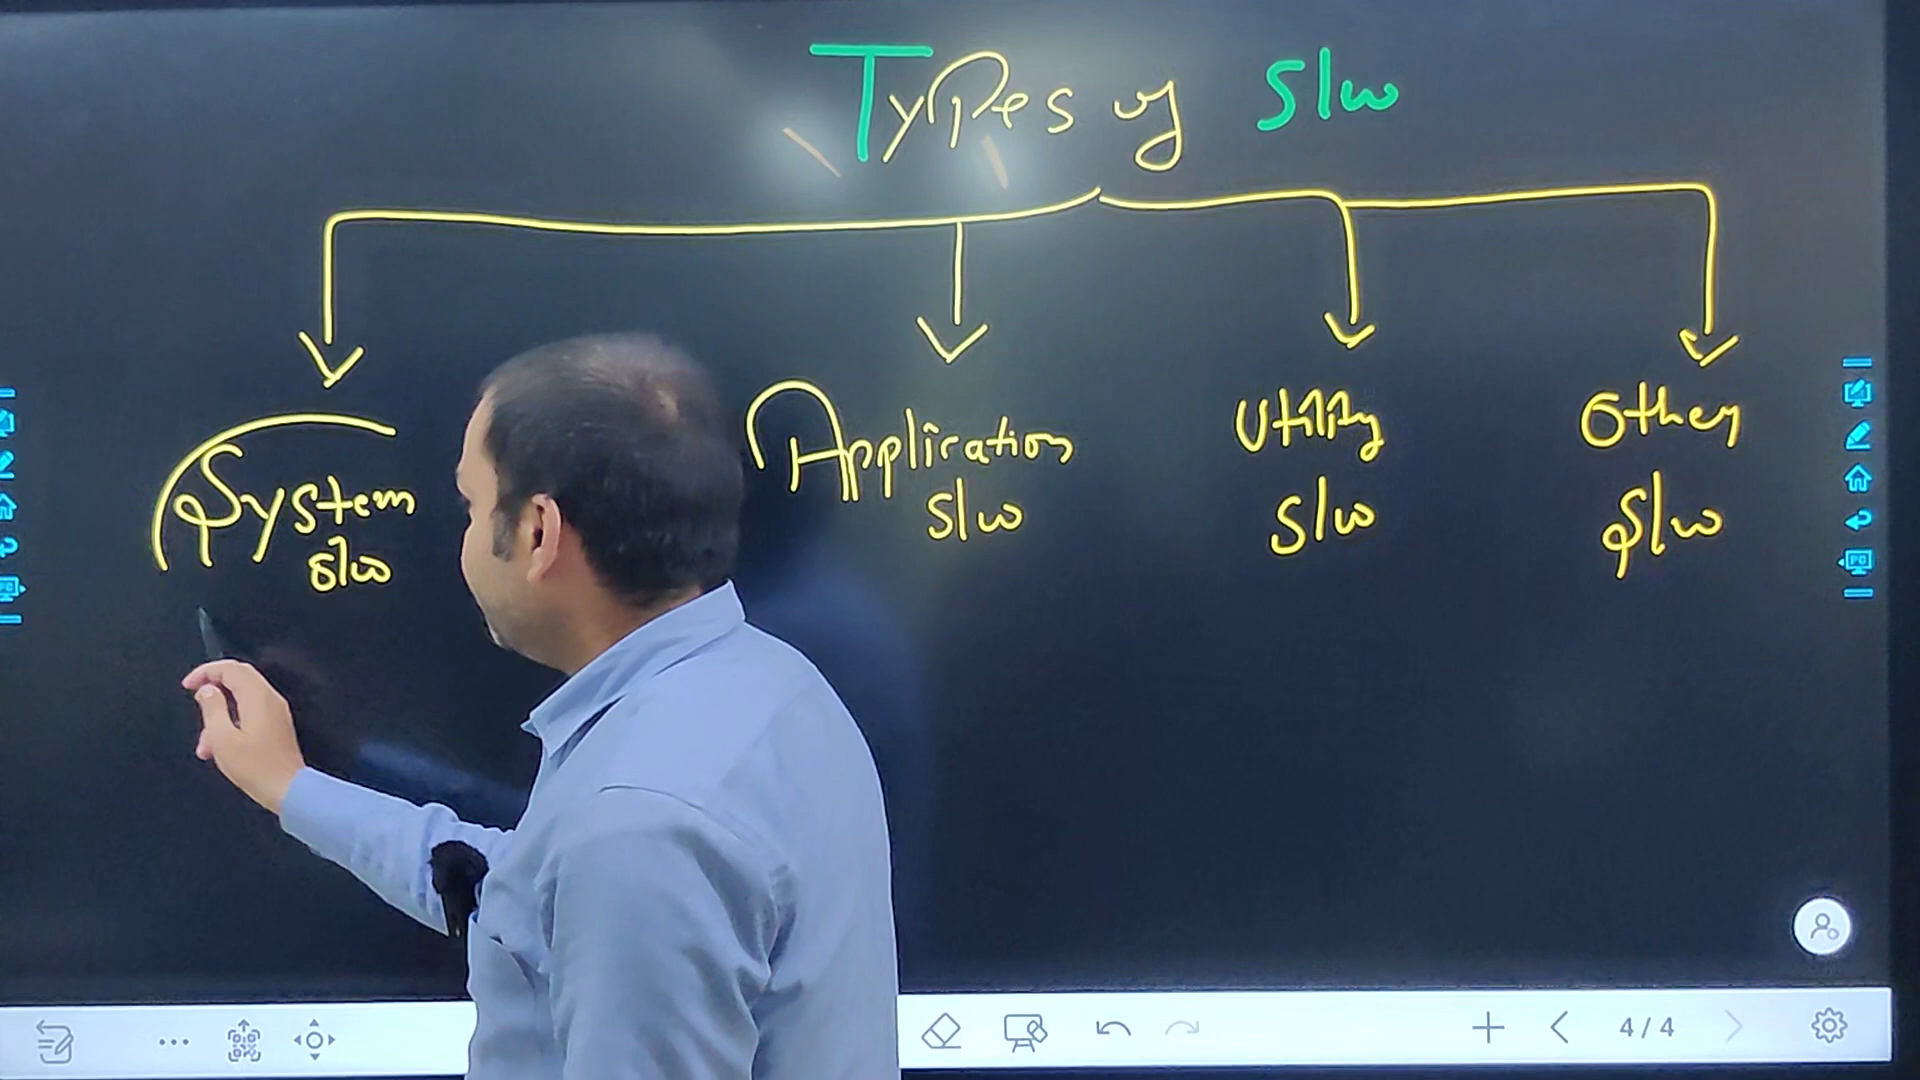 Types of S/w
System
S/w
Application
S/w
Utility
S/w
Other
S/w
4/4